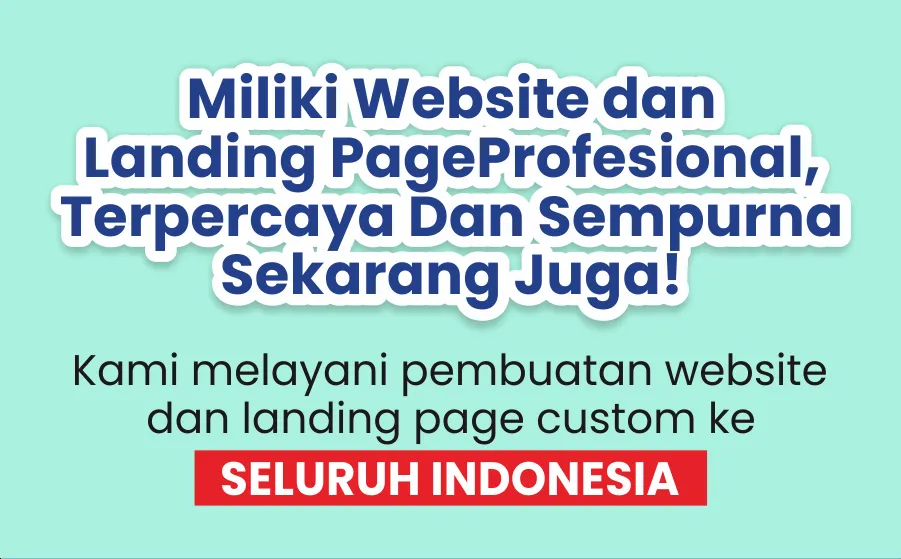 Miliki Website dan
Landing PageProfesional,
Terpercaya Dan Sempurna
Sekarang Juga!
Kami melayani pembuatan website
dan landing page custom ke
SELURUH INDONESIA